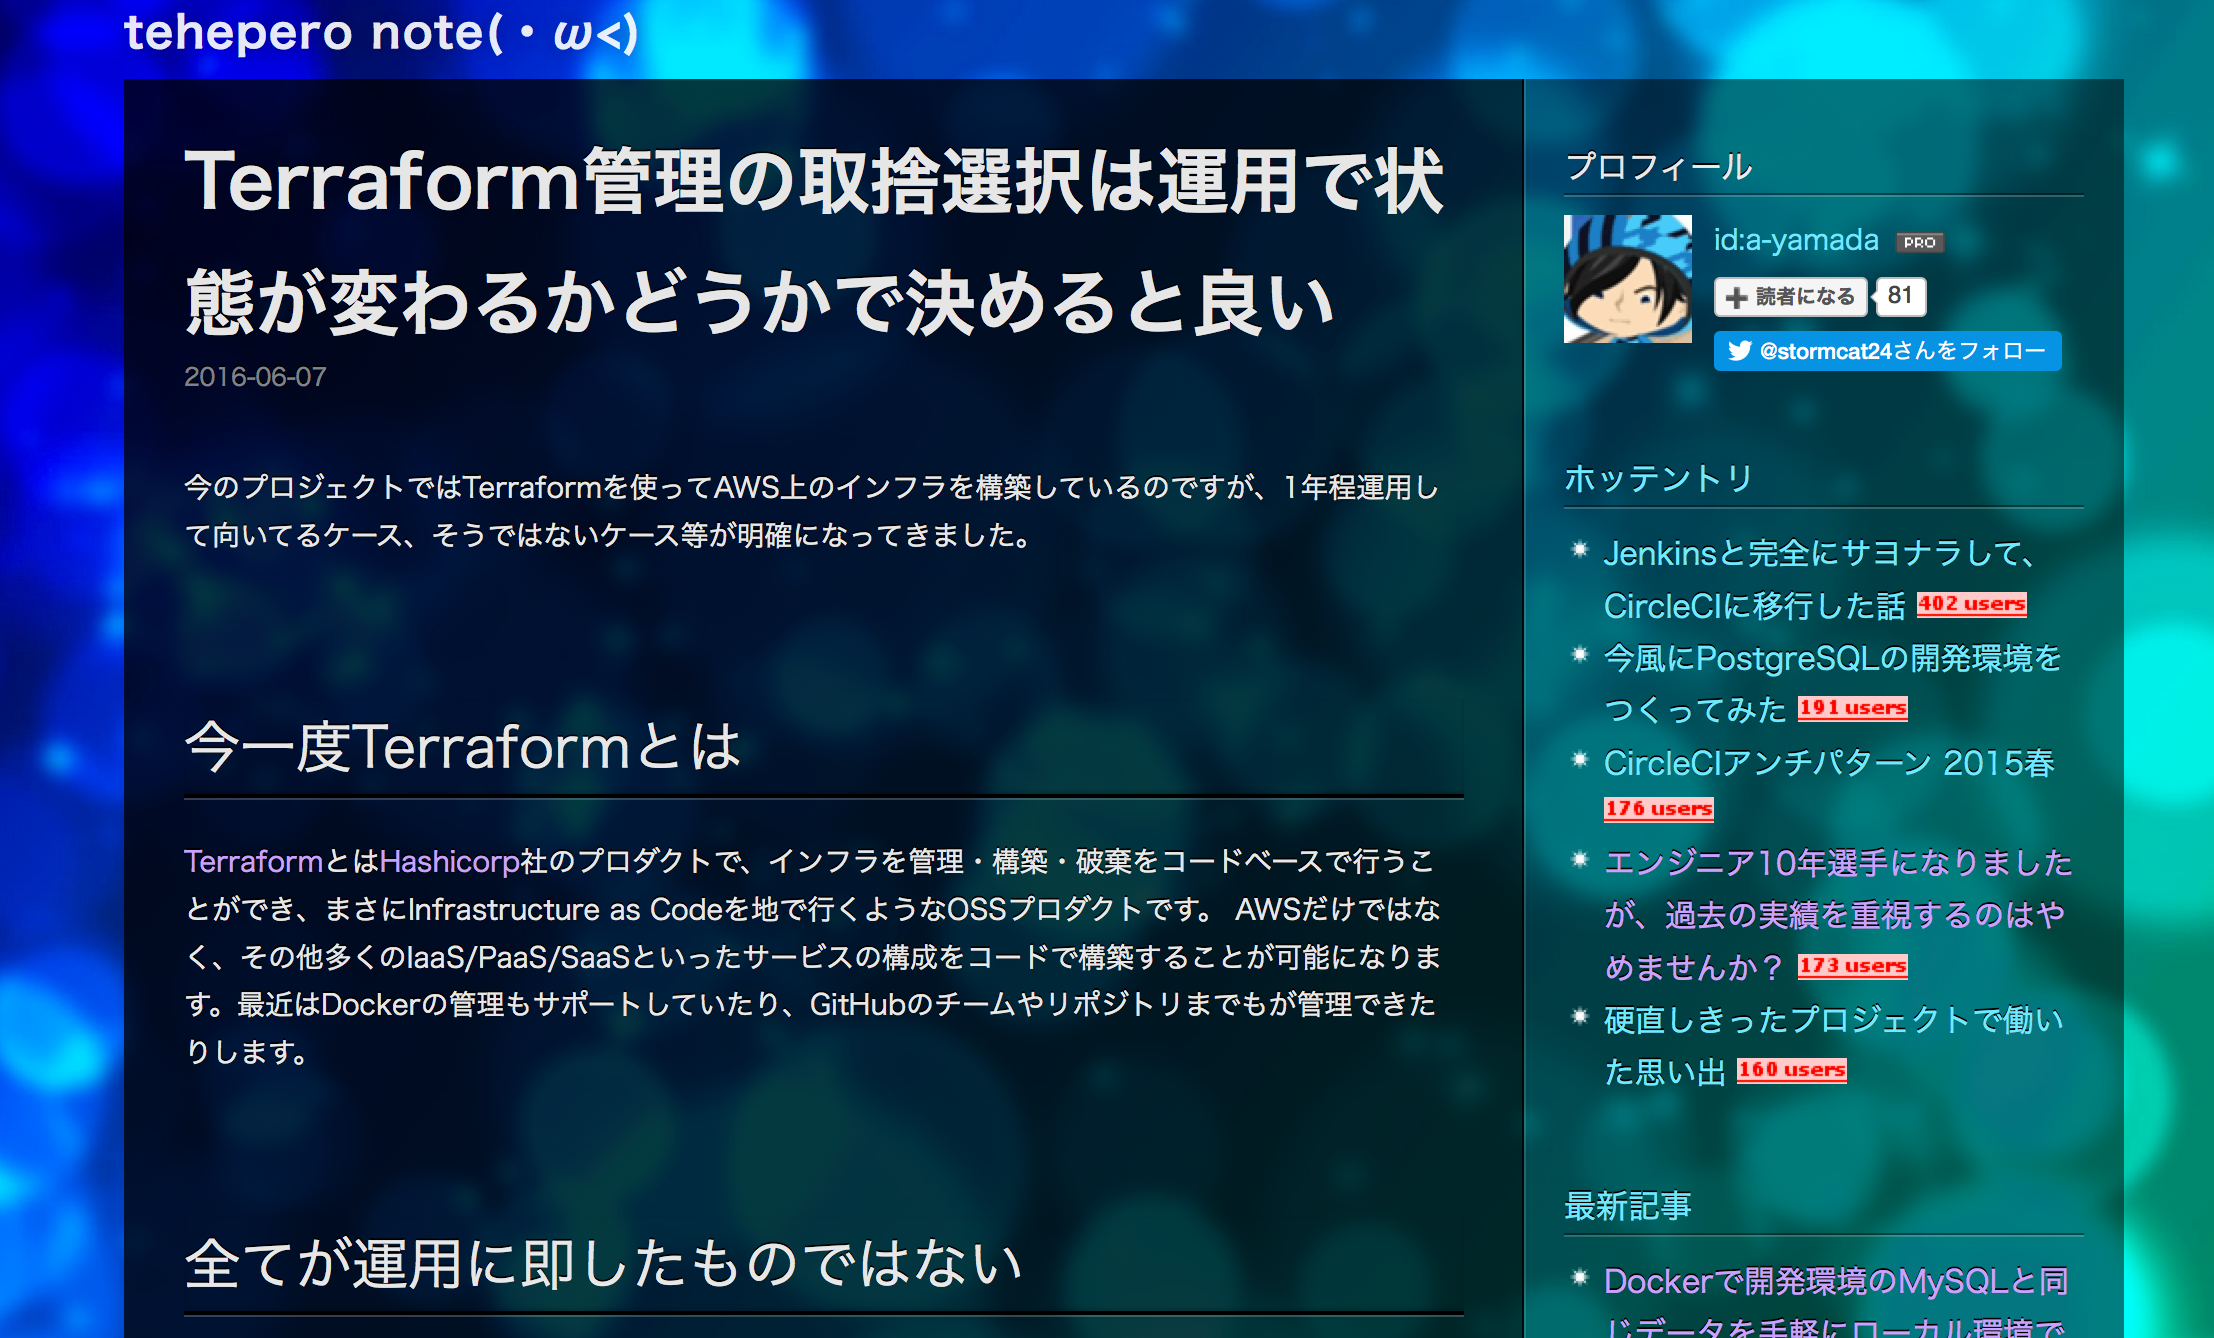 tehepero note(・ω<)
Terraform管理の取捨選択は運用で状
態が変わるかどうかで決めると良い
2016-06-07
今のプロジェクトではTerraformを使ってAWS上のインフラを構築しているのですが、1年程運用し
て向いてるケース、そうではないケース等が明確になってきました。
今一度Terraformとは
TerraformとはHashicorp社のプロダクトで、インフラを管理・構築・破棄をコードベースで行うこ
とができ、まさにInfrastructure as Codeを地で行くようなOSSプロダクトです。 AWSだけではな
く、その他多くのIaaS/PaaS/SaaSといったサービスの構成をコードで構築することが可能になりま
す。最近はDockerの管理もサポートしていたり、GitHubのチームやリポジトリまでもが管理できた
りします。
全てが運用に即したものではない
プロフィール
id:a-yamada PRO
読者になる 81
@stormcat24さんをフォロー
ホッテントリ
Jenkinsと完全にサヨナラして、
CircleCIに移行した話 402 users
今風にPostgreSQLの開発環境を
つくってみた 191 users
CircleCIアンチパターン 2015春
176 users
エンジニア10年選手になりました
が、過去の実績を重視するのはや
めませんか？ 173 users
硬直しきったプロジェクトで働い
た思い出 160 users
最新記事
Dockerで開発環境のMySQLと同
じデータを手軽にローカル環境で